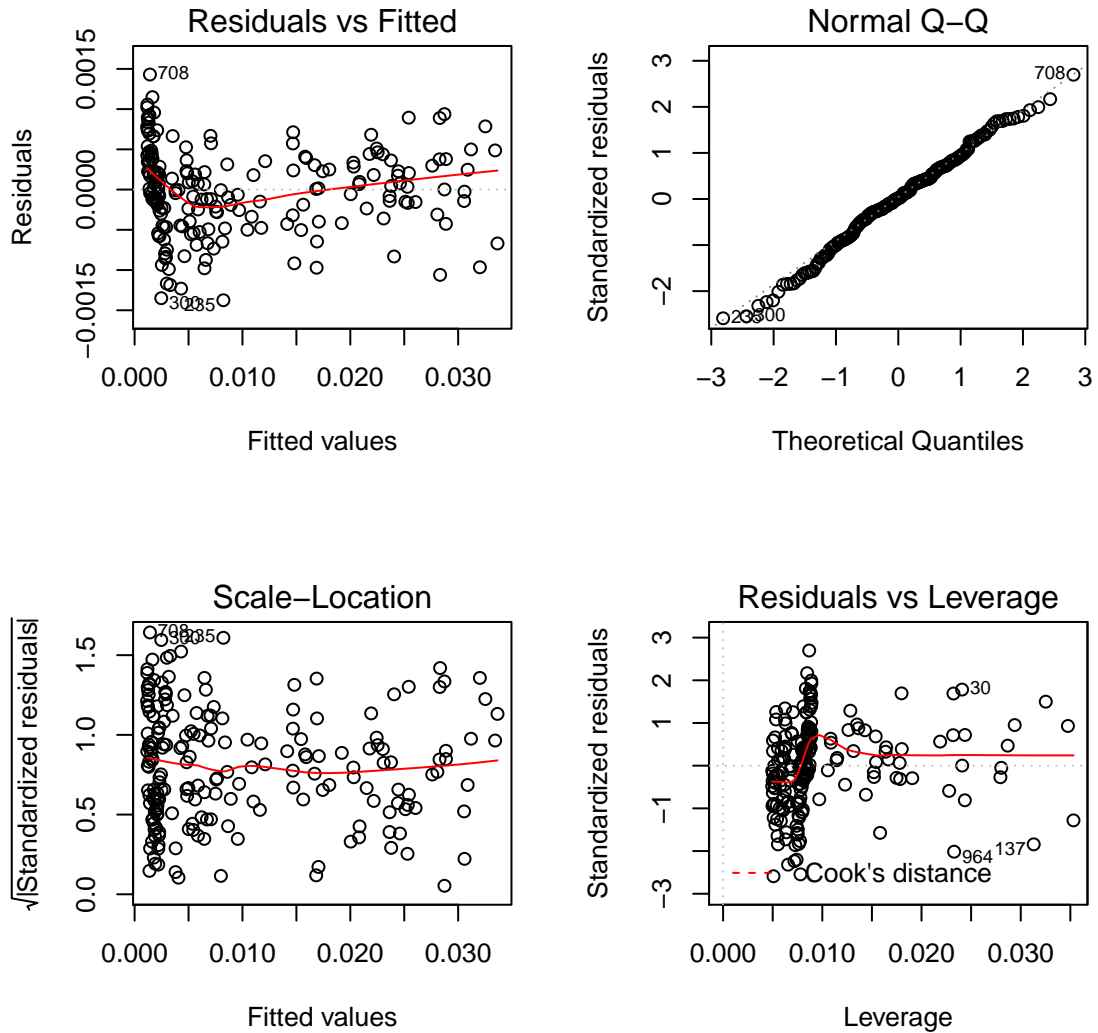 Residuals vs Fitted
Residuals
0.0015
0.0000
−0.0015
708
300
235
0.000 0.010 0.020 0.030
Fitted values
Normal Q−Q
Standardized residuals
3
2
1
0
−2
708
235
300
−3 −2 −1 0 1 2 3
Theoretical Quantiles
Scale−Location
√|Standardized residuals|
1.5
1.0
0.5
0.0
708
300
235
0.000 0.010 0.020 0.030
Fitted values
Residuals vs Leverage
Standardized residuals
3
1
−1
−3
30
964
137
Cook's distance
0.000 0.010 0.020 0.030
Leverage